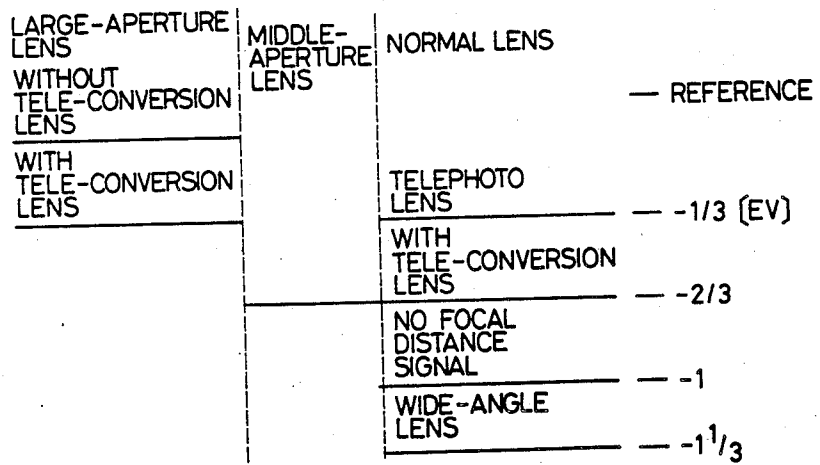 LARGE-APERTURE
LENS
WITHOUT
TELE-CONVERSION
LENS
WITH
TELE-CONVERSION
LENS
MIDDLE-
APERTURE
LENS
NORMAL LENS
TELEPHOTO
LENS
WITH
TELE-CONVERSION
LENS
NO FOCAL
DISTANCE
SIGNAL
WIDE-ANGLE
LENS
— REFERENCE
— -1/3 [EV]
— -2/3
— -1
— -1 1/3